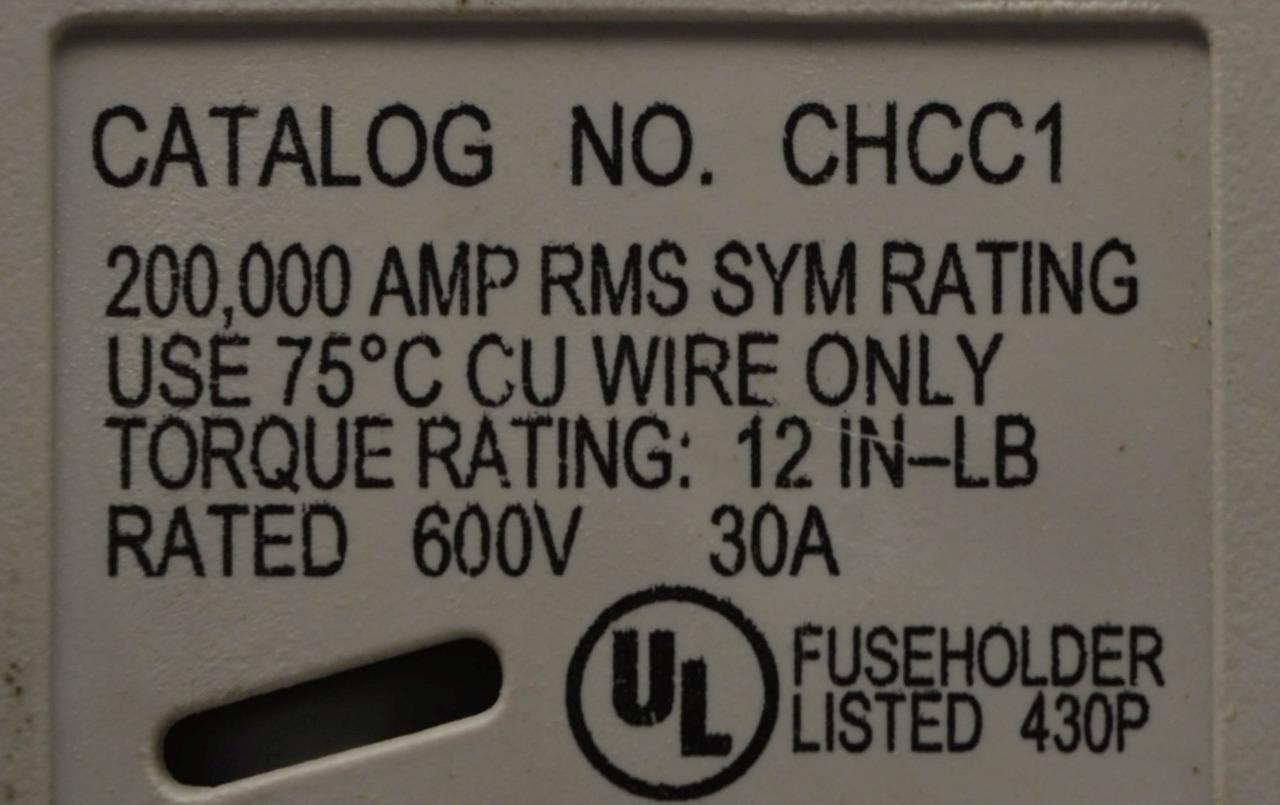 CATALOG NO. CHCC1
200,000 AMP RMS SYM RATING
USE 75°C CU WIRE ONLY
TORQUE RATING: 12 IN-LB
RATED 600V 30A
UL
FUSEHOLDER
LISTED 430P